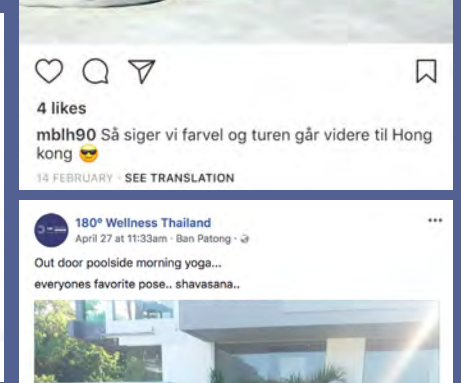 4 likes
mblh90 Så siger vi farvel og turen går videre til Hong
kong 😎
14 FEBRUARY · SEE TRANSLATION
180° Wellness Thailand
April 27 at 11:33am · Ban Patong ·
Out door poolside morning yoga...
everyones favorite pose.. shavasana..